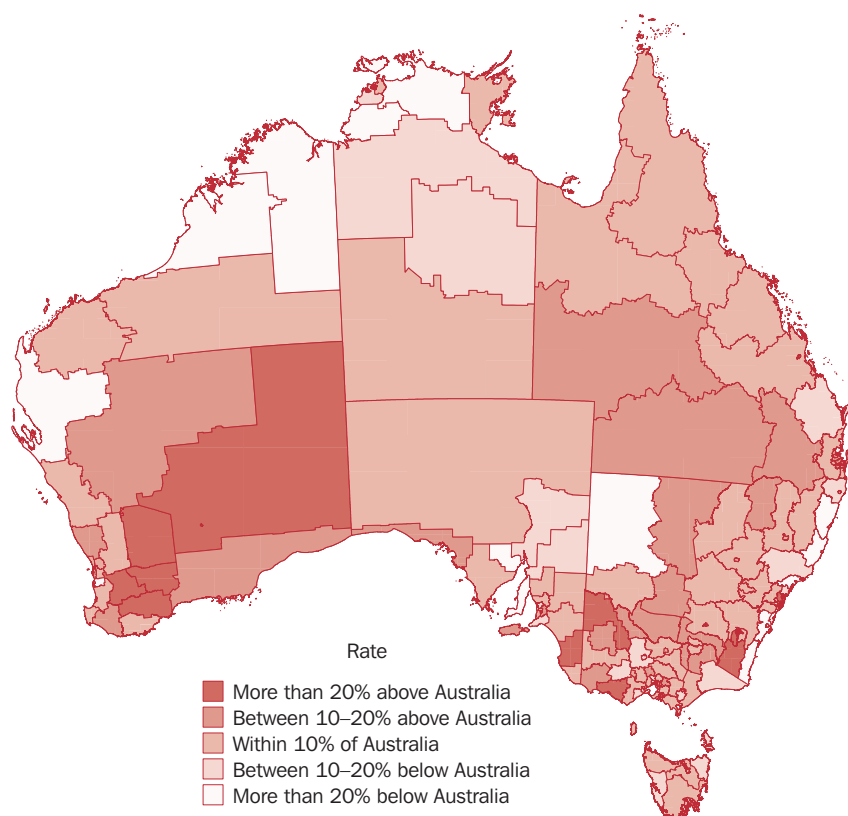 Rate
More than 20% above Australia
Between 10–20% above Australia
Within 10% of Australia
Between 10–20% below Australia
More than 20% below Australia